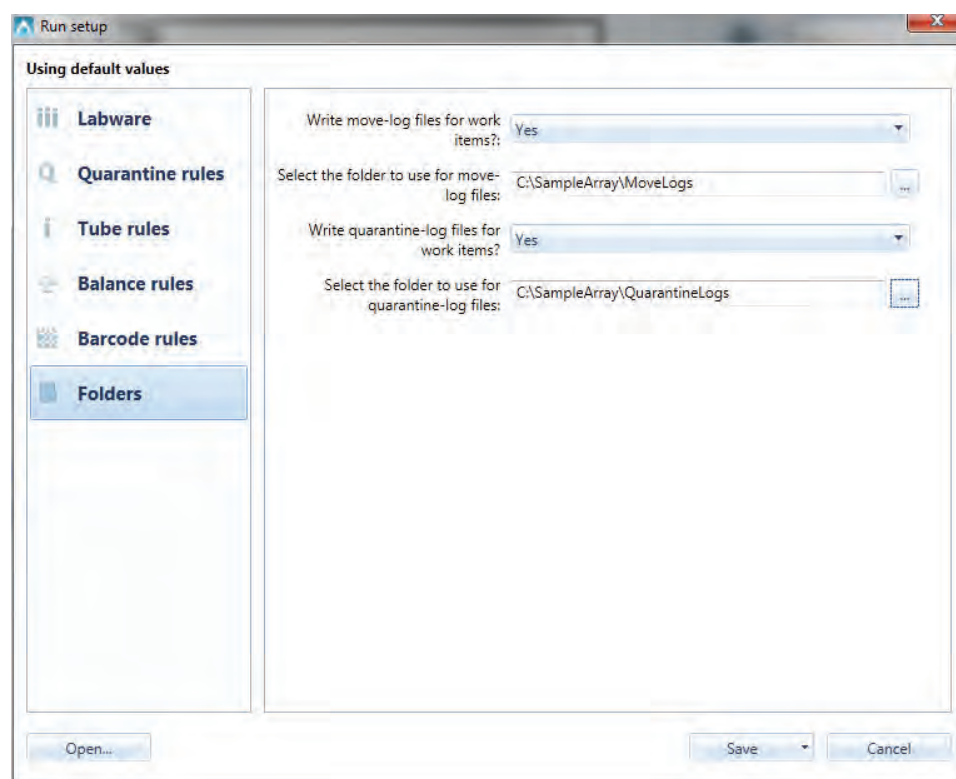 Run setup
Using default values
Labware
Quarantine rules
Tube rules
Balance rules
Barcode rules
Folders
Write move-log files for work
items?:
Yes
Select the folder to use for move-
log files:
C:\SampleArray\MoveLogs
...
Write quarantine-log files for
work items?
Yes
Select the folder to use for
quarantine-log files:
C:\SampleArray\QuarantineLogs
...
Open...
Save
Cancel